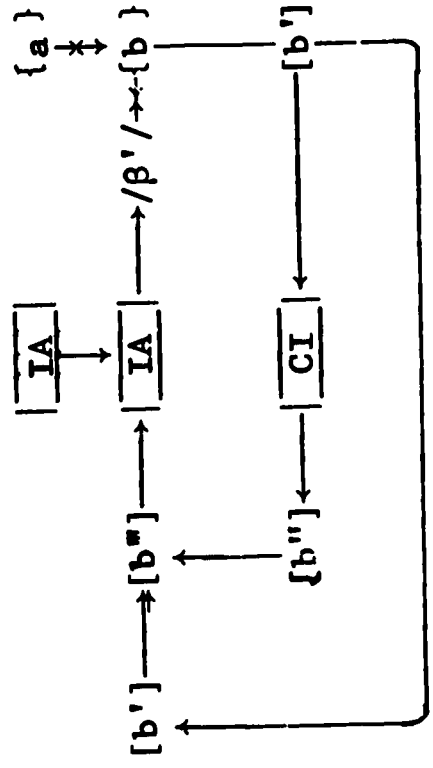 |IA| {a }
[b'] [b'''] |IA| /β'/ {b }
{b''] |CI| [b']